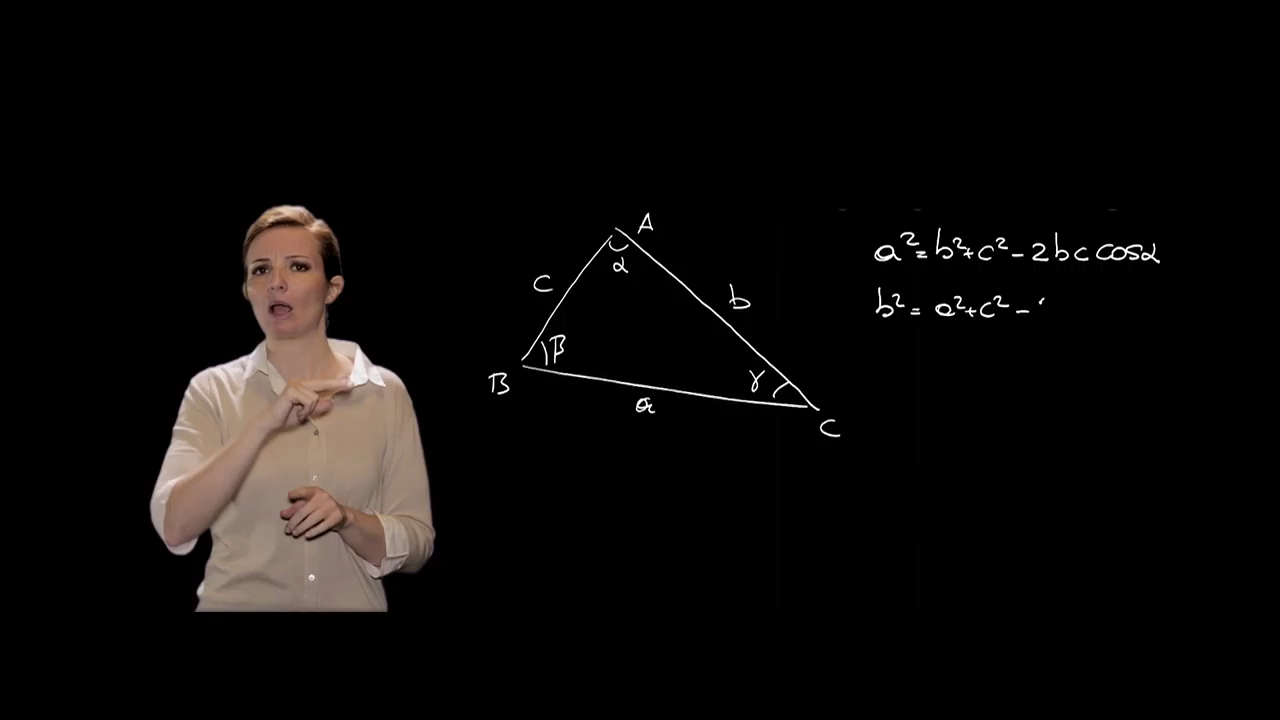 A
α
c
b
β
γ
B
a
C
a²=b²+c²-2bc cosα
b²=a²+c²-